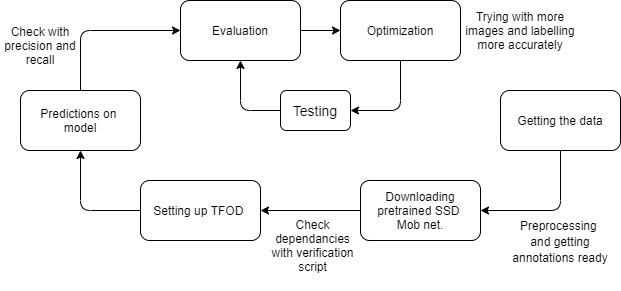 Check with
precision and
recall
Evaluation
Optimization
Trying with more
images and labelling
more accurately
Testing
Predictions on
model
Getting the data
Setting up TFOD
Check
dependancies
with verification
script
Downloading
pretrained SSD
Mob net.
Preprocessing
and getting
annotations ready